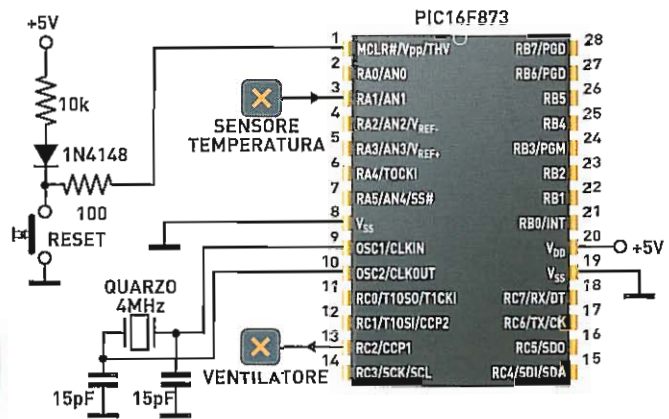 PIC16F873
+5V
10k
1N4148
100
RESET
QUARZO
4MHz
15pF
15pF
SENSORE
TEMPERATURA
VENTILATORE
1 MCLR#/Vpp/THV
2 RA0/AN0
3 RA1/AN1
4 RA2/AN2/VREF-
5 RA3/AN3/VREF+
6 RA4/TOCKI
7 RA5/AN4/SS#
8 VSS
9 OSC1/CLKIN
10 OSC2/CLKOUT
11 RC0/T1OSO/T1CKI
12 RC1/T1OSI/CCP2
13 RC2/CCP1
14 RC3/SCK/SCL
RB7/PGD 28
RB6/PGD 27
RB5 26
RB4 25
RB3/PGM 24
RB2 23
RB1 22
RB0/INT 21
VDD 20 +5V
VSS 19
RC7/RX/DT 18
RC6/TX/CK 17
RC5/SDO 16
RC4/SDI/SDA 15